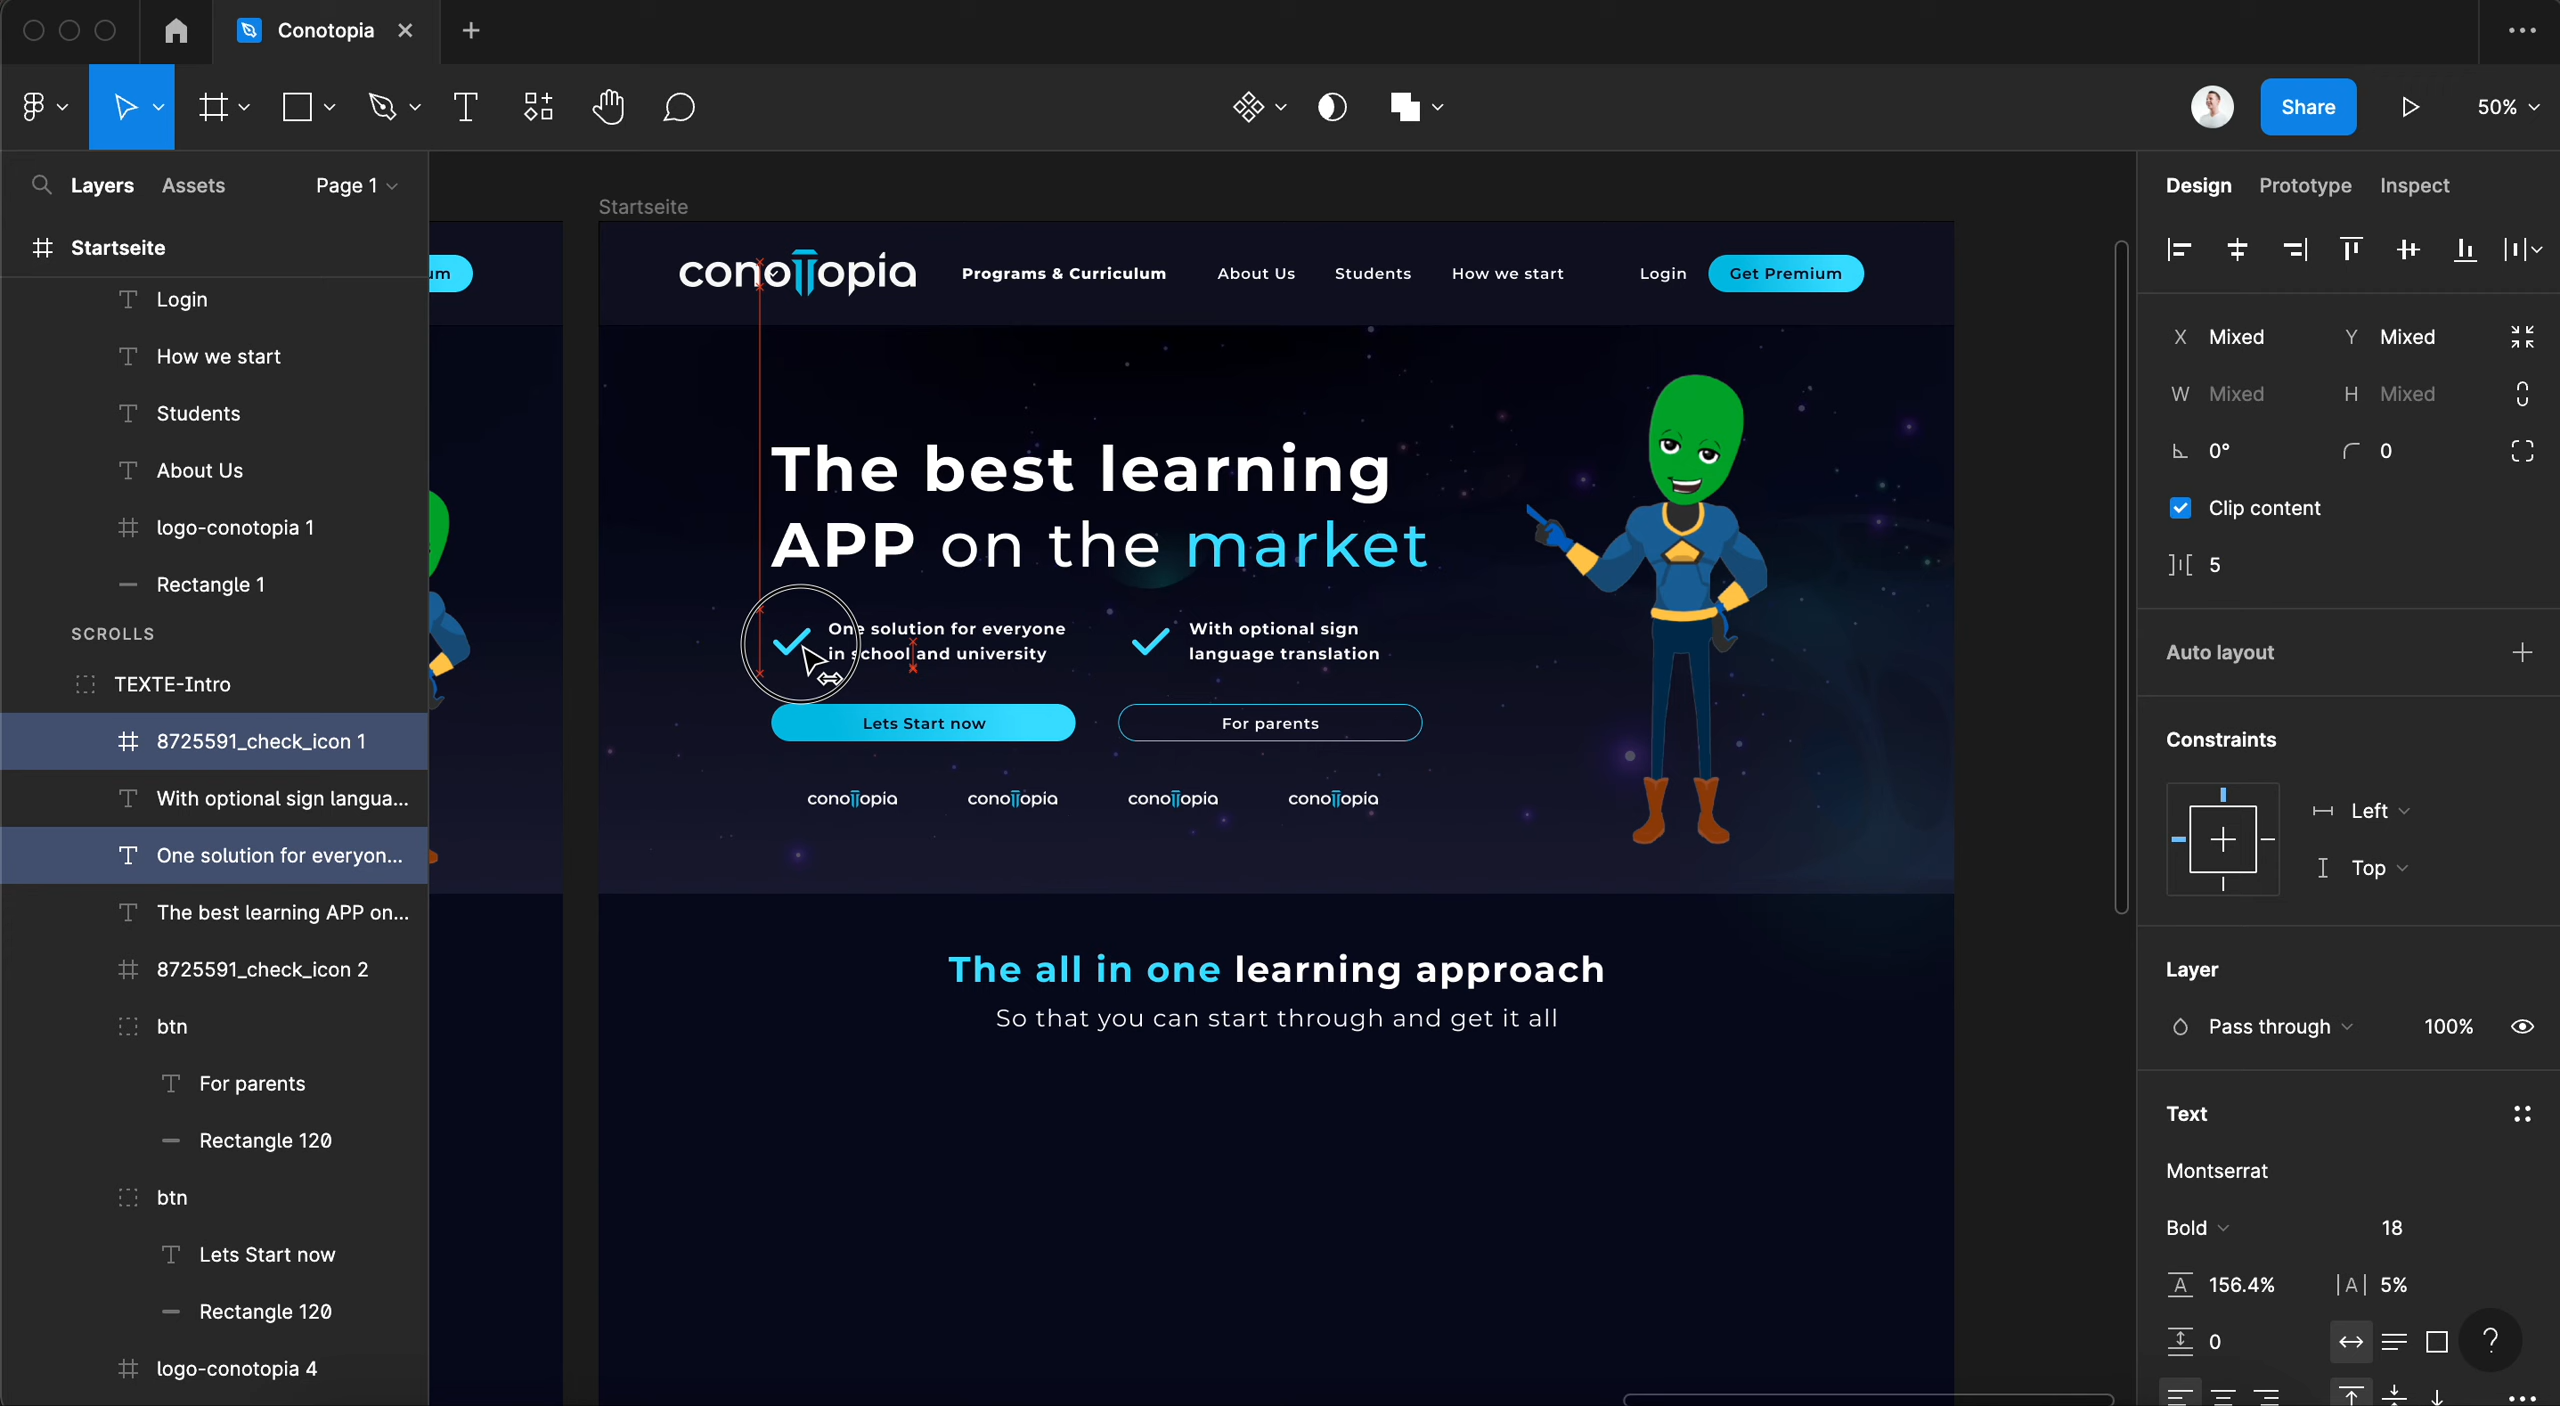 Conotopia
Share
50%
Layers
Assets
Page 1
Startseite
Login
How we start
Students
About Us
logo-conotopia 1
Rectangle 1
SCROLLS
TEXTE-Intro
8725591_check_icon 1
With optional sign langua...
One solution for everyon...
The best learning APP on...
8725591_check_icon 2
btn
For parents
Rectangle 120
btn
Lets Start now
Rectangle 120
logo-conotopia 4
um
Startseite
conotopia
Programs & Curriculum
About Us
Students
How we start
Login
Get Premium
The best learning
APP on the market
One solution for everyone
in school and university
With optional sign
language translation
Lets Start now
For parents
conotopia
conotopia
conotopia
conotopia
The all in one learning approach
So that you can start through and get it all
Design
Prototype
Inspect
X Mixed
Y Mixed
W Mixed
H Mixed
0°
0
Clip content
5
Auto layout
Constraints
Left
Top
Layer
Pass through
100%
Text
Montserrat
Bold
18
156.4%
5%
0
?